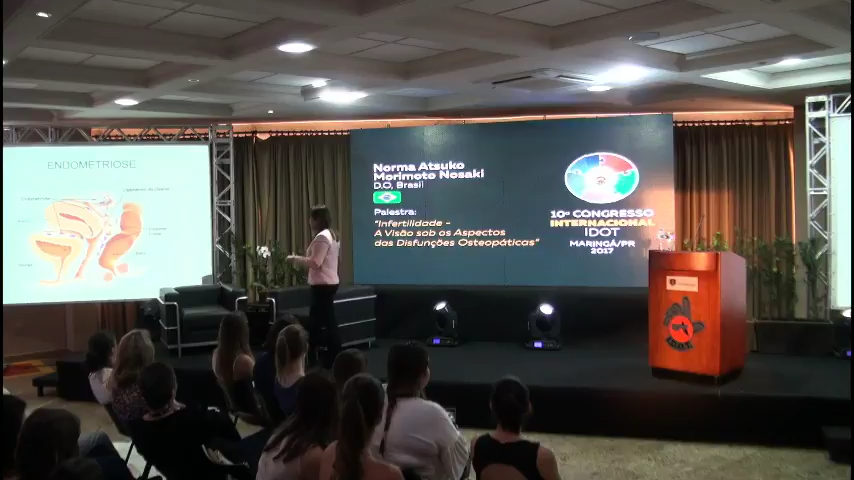 ENDOMETRIOSE
Norma Atsuko
Morimoto Nosaki
D.O, Brasil
Palestra:
"Infertilidade -
A Visão sob os Aspectos
das Disfunções Osteopáticas"
10º CONGRESSO
INTERNACIONAL
IDOT
MARINGÁ/PR
2017